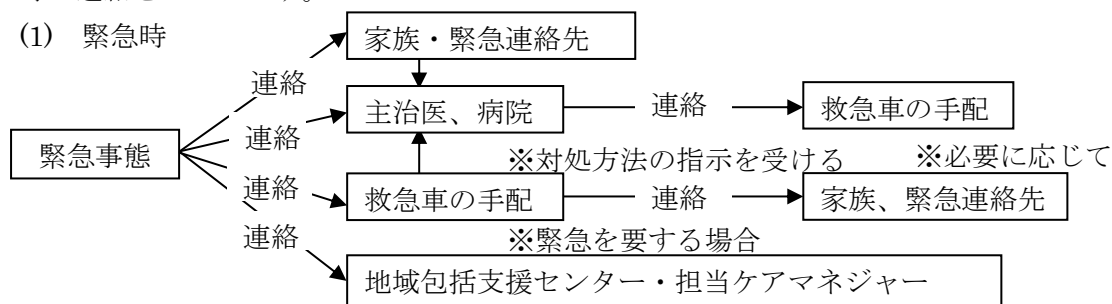 (1) 緊急時
家族・緊急連絡先
連絡
主治医、病院
連絡
救急車の手配
連絡
緊急事態
※対処方法の指示を受ける
※必要に応じて
連絡
救急車の手配
連絡
家族、緊急連絡先
連絡
※緊急を要する場合
地域包括支援センター・担当ケアマネジャー